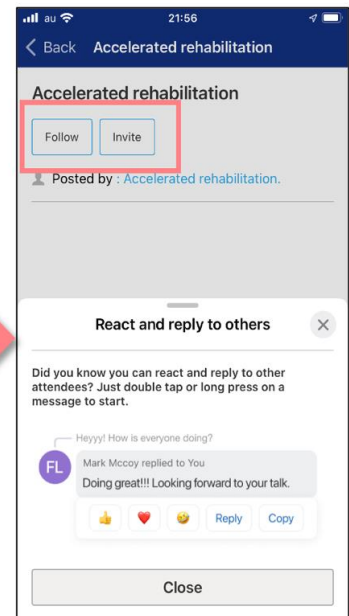 au 21:56
Back Accelerated rehabilitation
Accelerated rehabilitation
Follow Invite
Posted by : Accelerated rehabilitation.
React and reply to others
Did you know you can react and reply to other
attendees? Just double tap or long press on a
message to start.
Heyyy! How is everyone doing?
FL Mark Mccoy replied to You
Doing great!!! Looking forward to your talk.
Reply Copy
Close